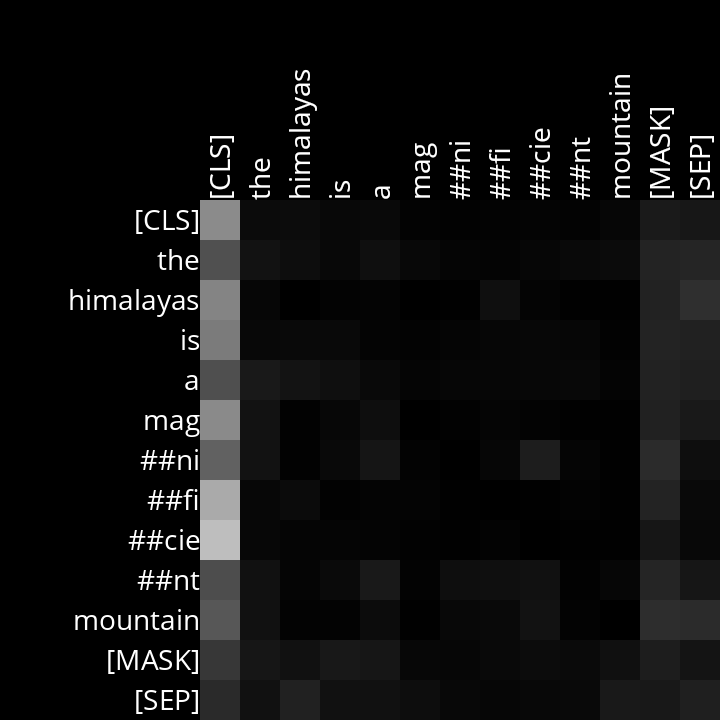 [CLS] the himalayas is a mag ##ni ##fi ##cie ##nt mountain [MASK] [SEP]
[CLS]
the
himalayas
is
a
mag
##ni
##fi
##cie
##nt
mountain
[MASK]
[SEP]